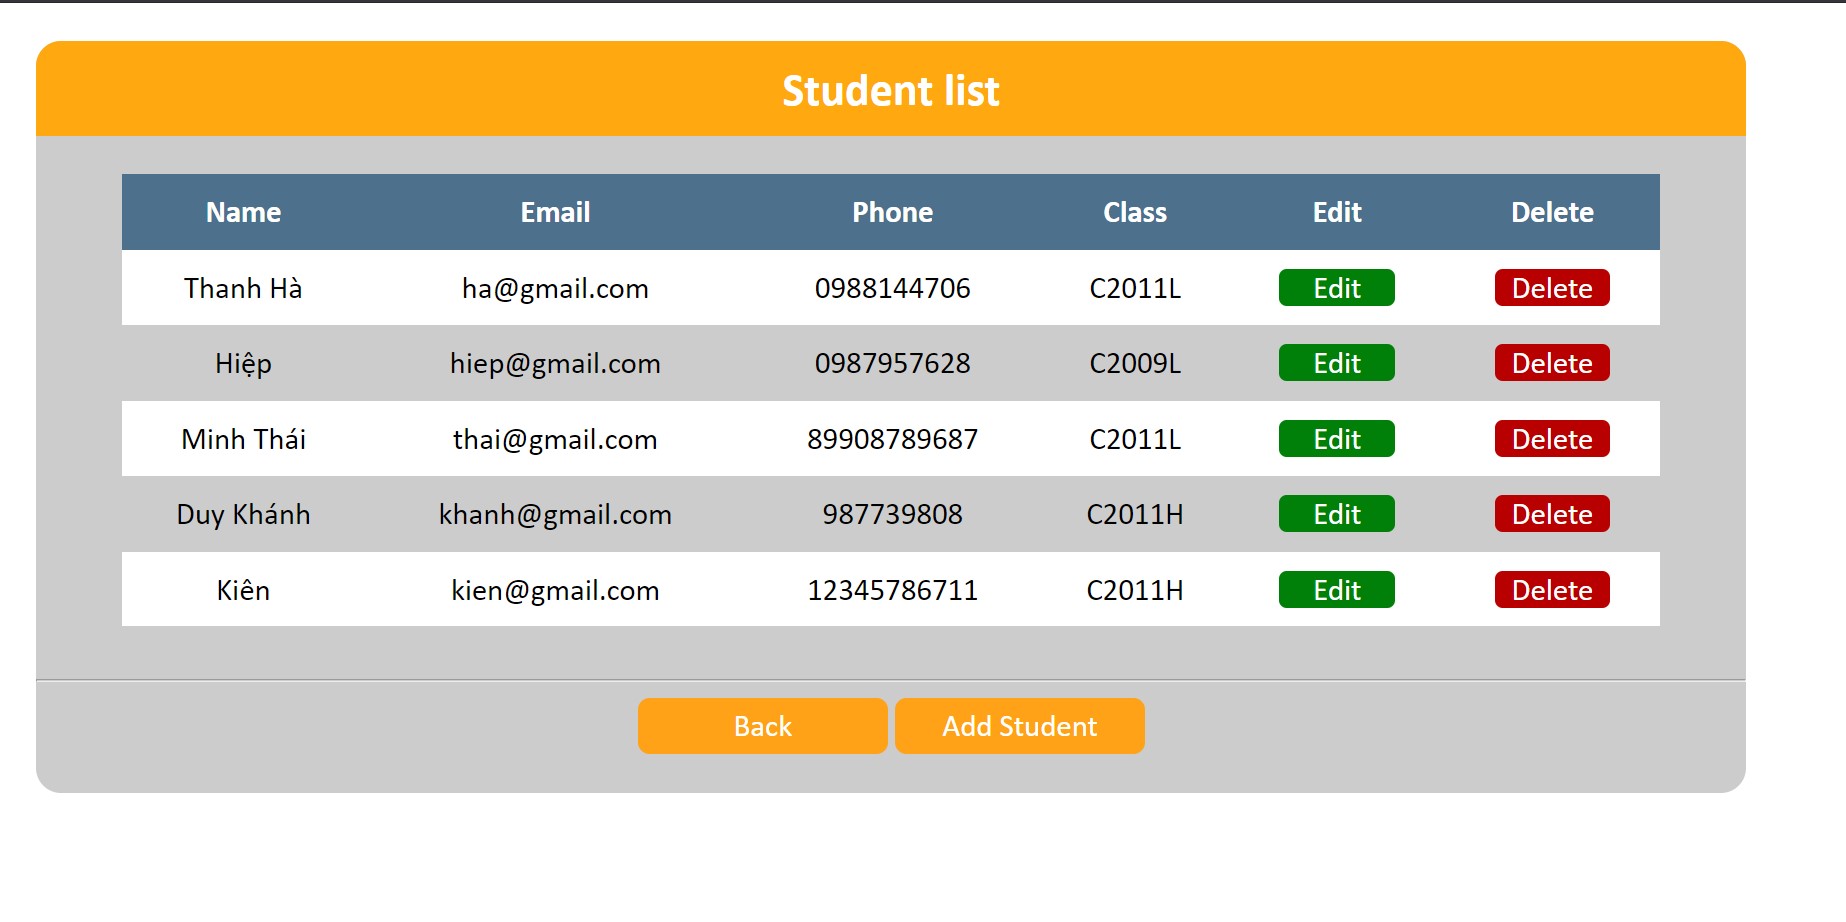 Student list
Name Email Phone Class Edit Delete
Thanh Hà ha@gmail.com 0988144706 C2011L Edit Delete
Hiệp hiep@gmail.com 0987957628 C2009L Edit Delete
Minh Thái thai@gmail.com 89908789687 C2011L Edit Delete
Duy Khánh khanh@gmail.com 987739808 C2011H Edit Delete
Kiên kien@gmail.com 12345786711 C2011H Edit Delete
Back Add Student